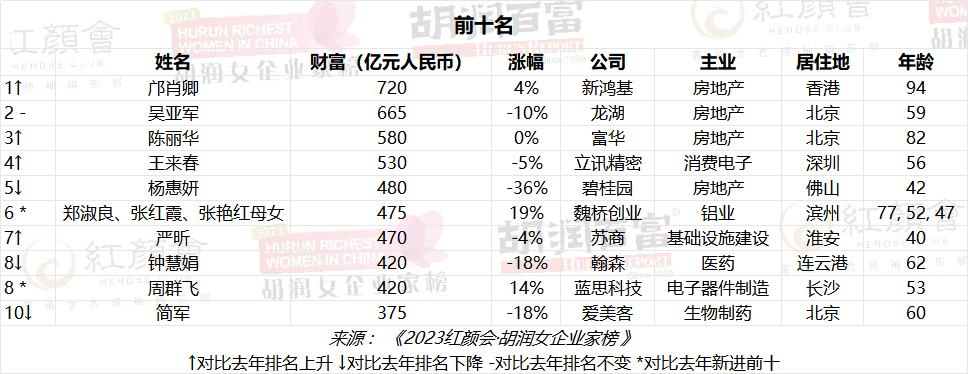 前十名
姓名 财富（亿元人民币） 涨幅 公司 主业 居住地 年龄
1↑ 邝肖卿 720 4% 新鸿基 房地产 香港 94
2 - 吴亚军 665 -10% 龙湖 房地产 北京 59
3↑ 陈丽华 580 0% 富华 房地产 北京 82
4↑ 王来春 530 -5% 立讯精密 消费电子 深圳 56
5↓ 杨惠妍 480 -36% 碧桂园 房地产 佛山 42
6 * 郑淑良、张红霞、张艳红母女 475 19% 魏桥创业 铝业 滨州 77, 52, 47
7↑ 严昕 470 -4% 苏商 基础设施建设 淮安 40
8↓ 钟慧娟 420 -18% 翰森 医药 连云港 62
8 * 周群飞 420 14% 蓝思科技 电子器件制造 长沙 53
10↓ 简军 375 -18% 爱美客 生物制药 北京 60
来源：《2023红颜会·胡润女企业家榜》
↑对比去年排名上升 ↓对比去年排名下降 -对比去年排名不变 *对比去年新进前十
紅顏會
HEROSE CLUB
2023
HURUN RICHEST
WOMEN IN CHINA
胡润女企业家榜
胡润百富